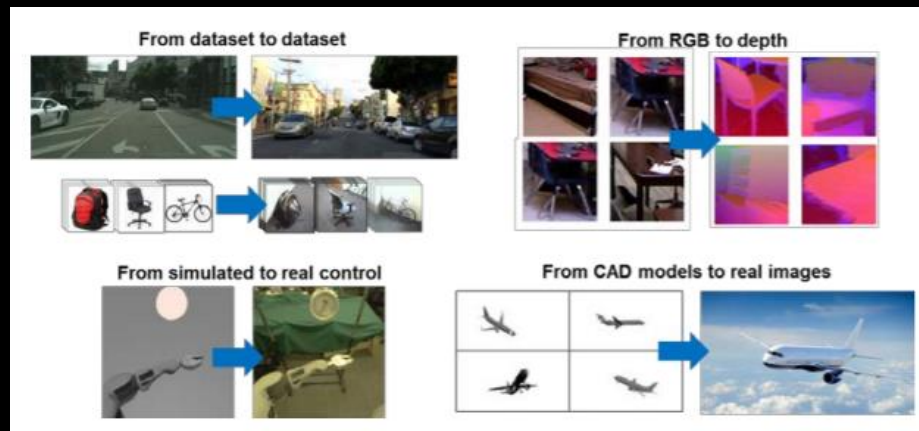 From dataset to dataset
From RGB to depth
From simulated to real control
From CAD models to real images